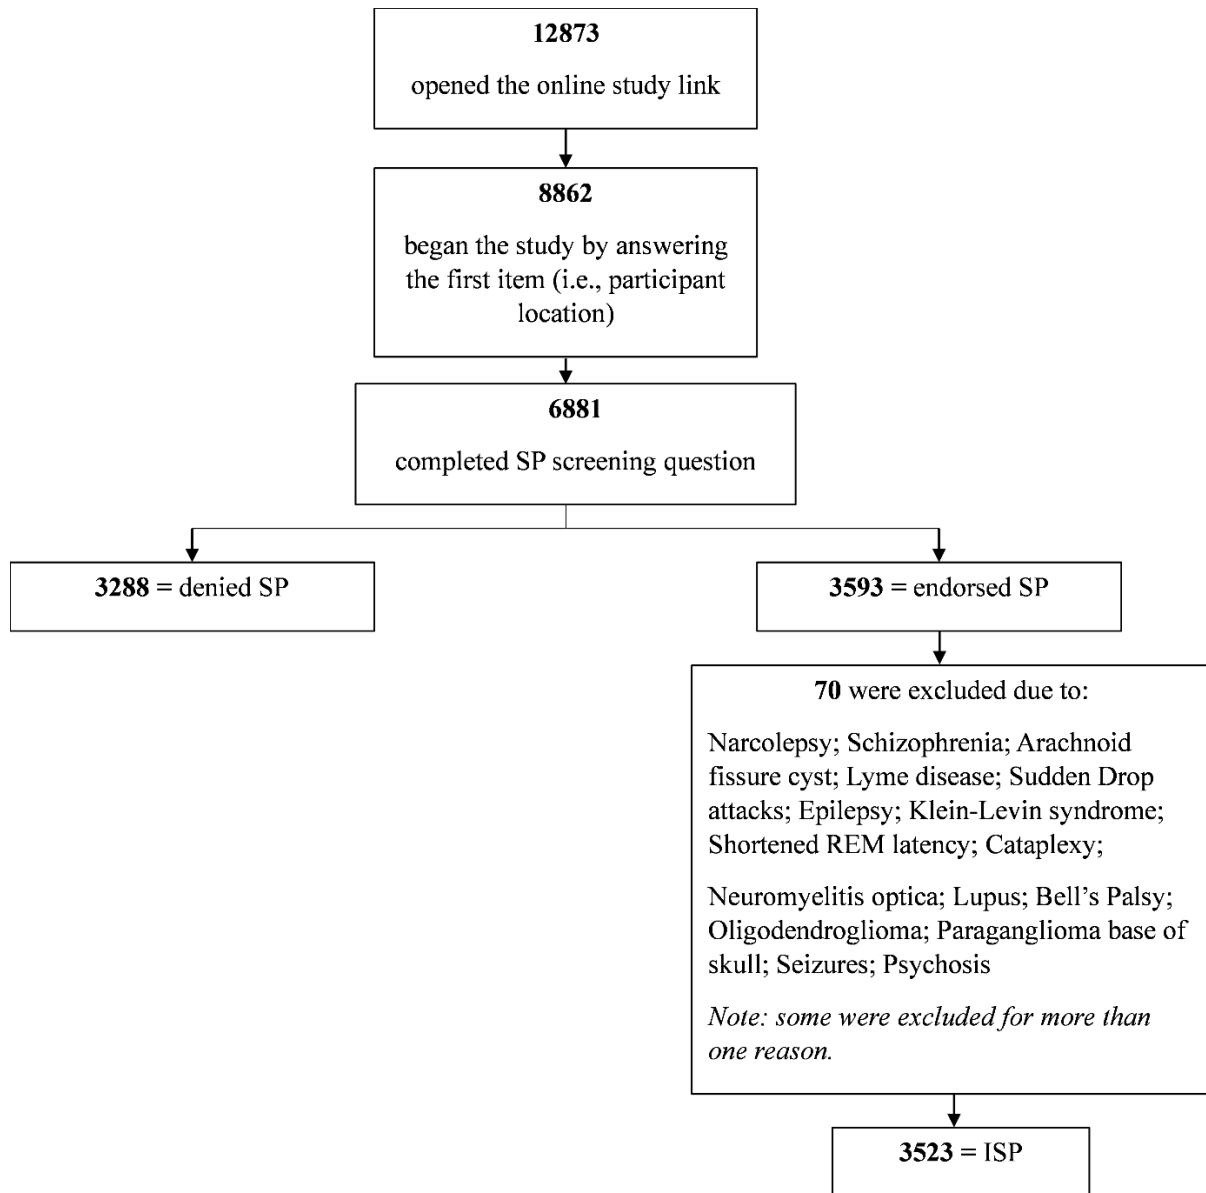 12873
opened the online study link
8862
began the study by answering
the first item (i.e., participant
location)
6881
completed SP screening question
3288 = denied SP
3593 = endorsed SP
70 were excluded due to:
Narcolepsy; Schizophrenia; Arachnoid
fissure cyst; Lyme disease; Sudden Drop
attacks; Epilepsy; Klein-Levin syndrome;
Shortened REM latency; Cataplexy;
Neuromyelitis optica; Lupus; Bell’s Palsy;
Oligodendroglioma; Paraganglioma base of
skull; Seizures; Psychosis
Note: some were excluded for more than
one reason.
3523 = ISP